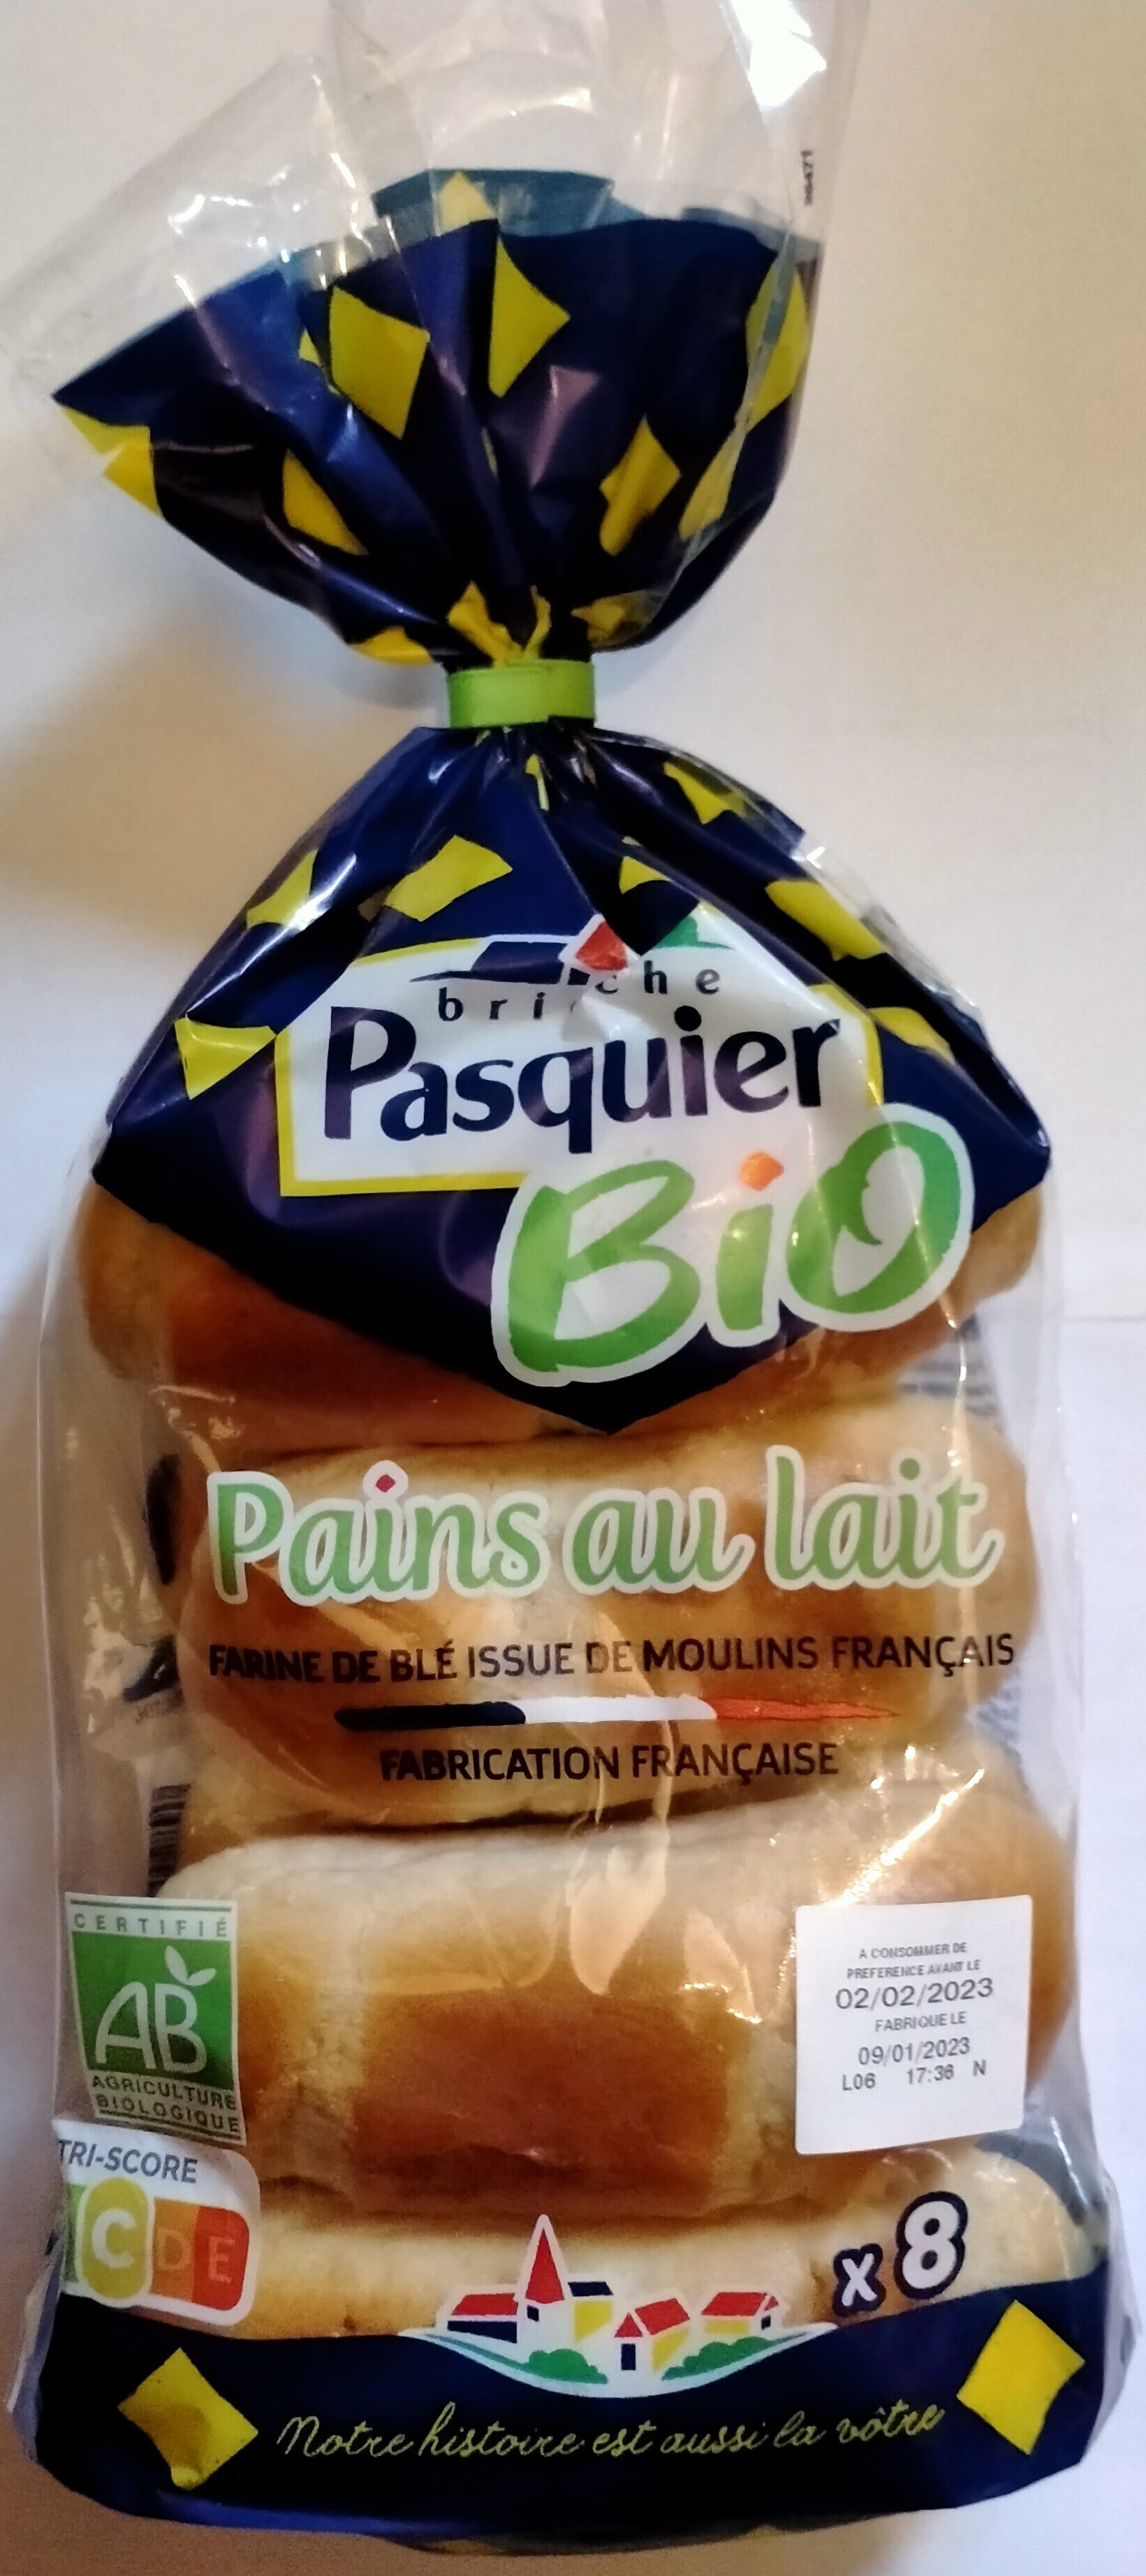 brioche
Pasquier
BiO
Pains au lait
FARINE DE BLÉ ISSUE DE MOULINS FRANÇAIS
FABRICATION FRANÇAISE
CERTIFIÉ
AB
AGRICULTURE
BIOLOGIQUE
A CONSOMMER DE
PREFERENCE AVANT LE
02/02/2023
FABRIQUE LE
09/01/2023
L06 17:36 N
TRI-SCORE
C D E
x 8
Notre histoire est aussi la vôtre